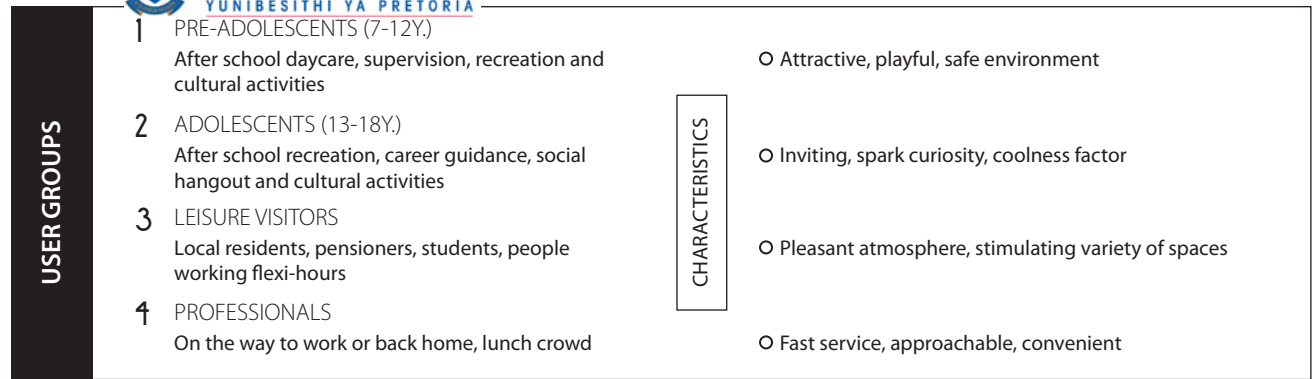 YUNIBESITHI YA PRETORIA
USER GROUPS
1 PRE-ADOLESCENTS (7-12Y.)
After school daycare, supervision, recreation and
cultural activities
2 ADOLESCENTS (13-18Y.)
After school recreation, career guidance, social
hangout and cultural activities
3 LEISURE VISITORS
Local residents, pensioners, students, people
working flexi-hours
4 PROFESSIONALS
On the way to work or back home, lunch crowd
CHARACTERISTICS
Attractive, playful, safe environment
Inviting, spark curiosity, coolness factor
Pleasant atmosphere, stimulating variety of spaces
Fast service, approachable, convenient